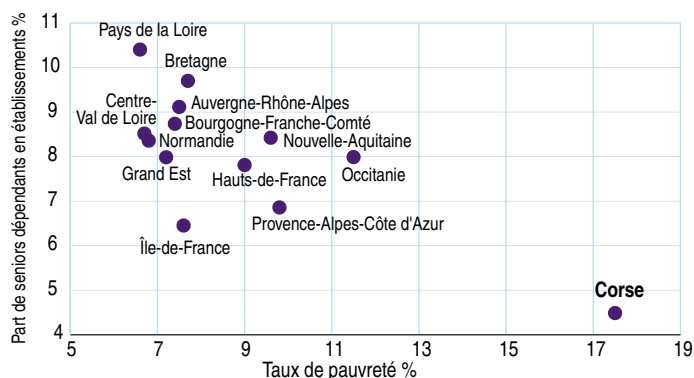 Part de seniors dépendants en établissements %
11
10
9
8
7
6
5
4
Pays de la Loire
Bretagne
Centre-
Val de Loire
Auvergne-Rhône-Alpes
Bourgogne-Franche-Comté
Normandie
Nouvelle-Aquitaine
Grand Est
Hauts-de-France
Occitanie
Provence-Alpes-Côte d'Azur
Île-de-France
Corse
5 7 9 11 13 15 17 19
Taux de pauvreté %